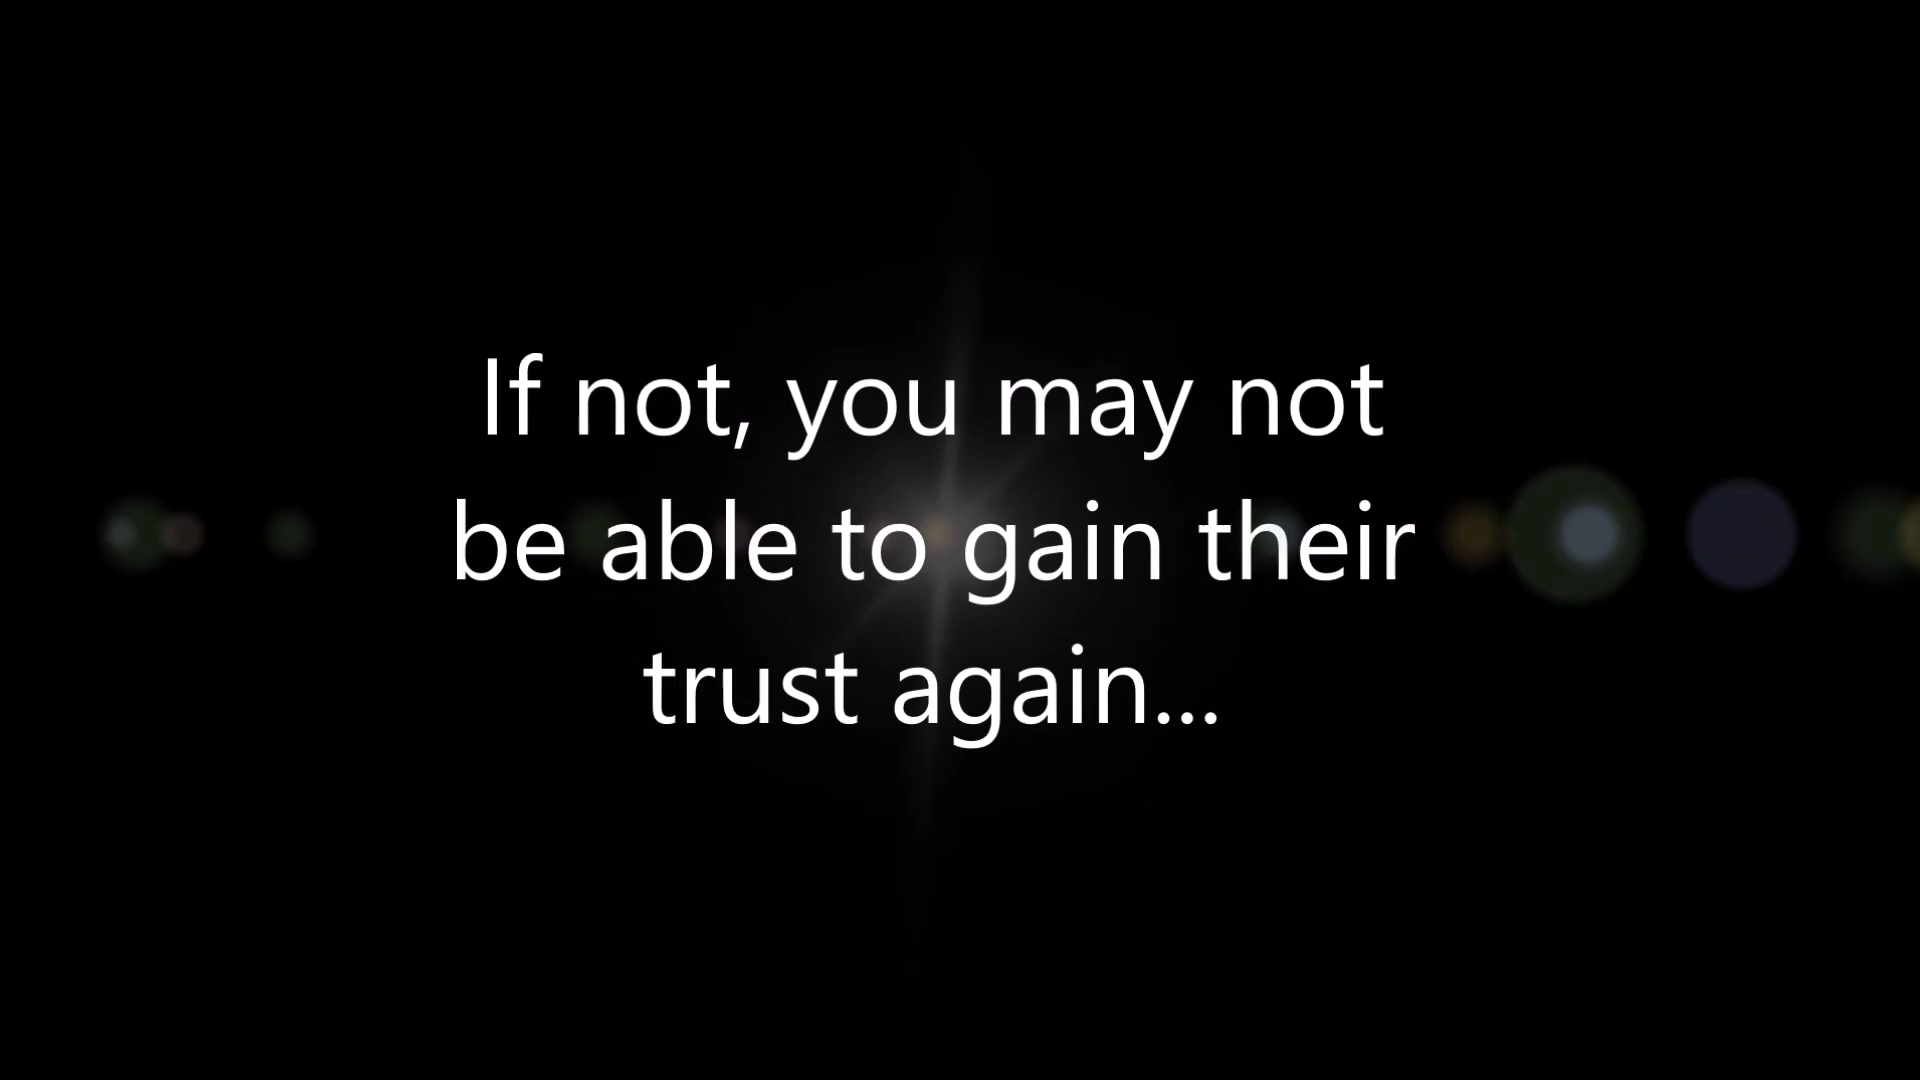 If not, you may not
be able to gain their
trust again...